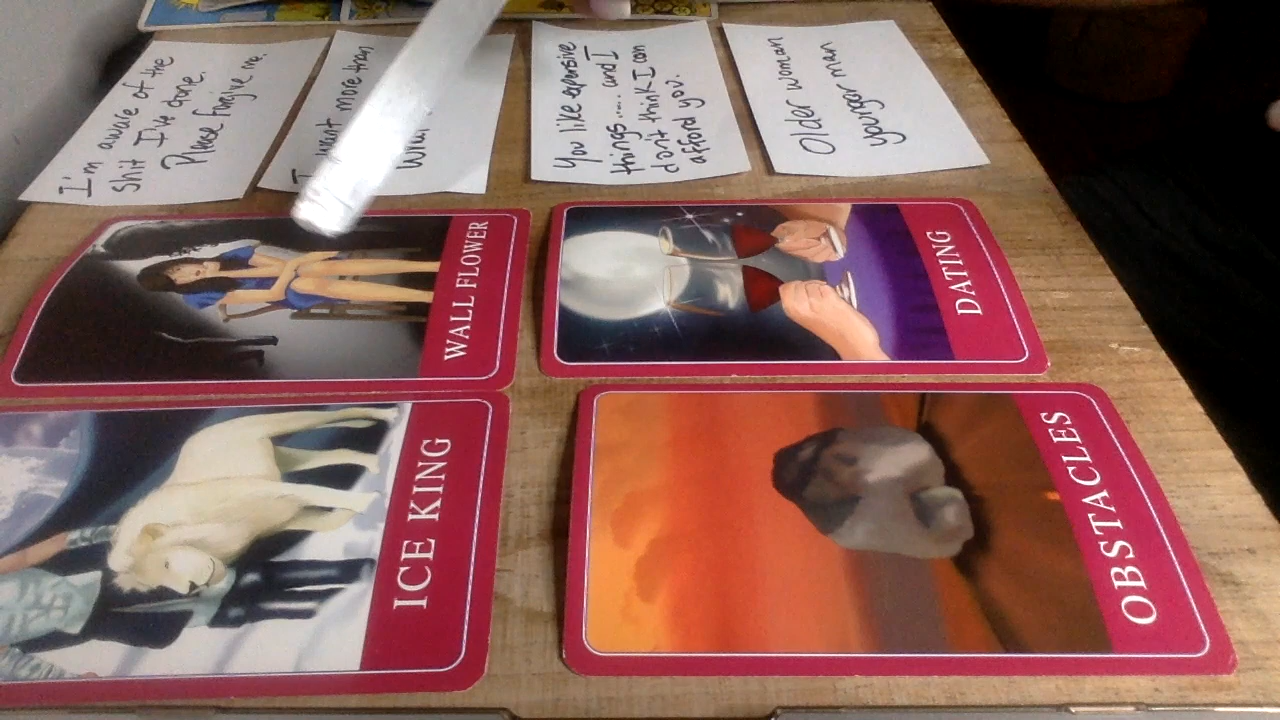 I'm aware of the
shit I've done.
Please forgive me.
I want more than
You like expensive
things.... and I
don't think I can
afford you.
Older woman
younger man
WALL FLOWER
DATING
ICE KING
OBSTACLES